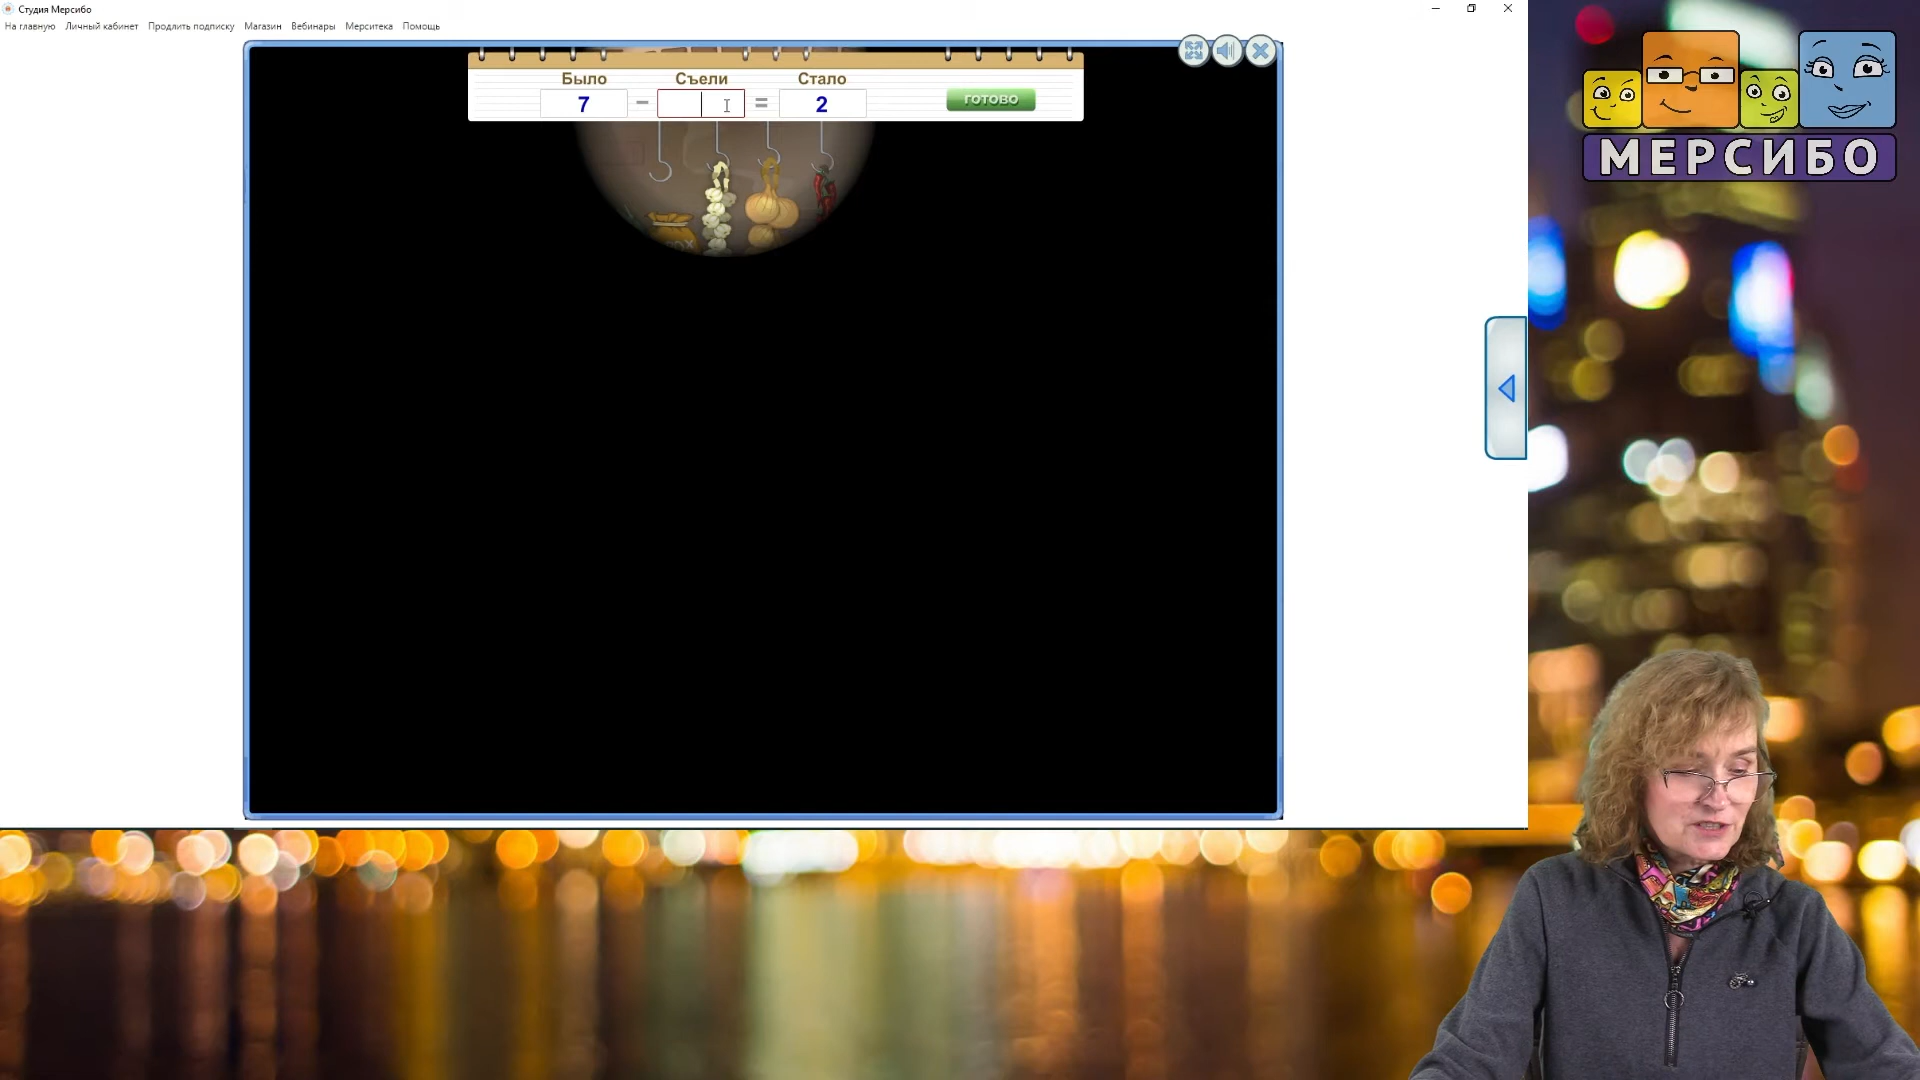 Студия Мерсибо
На главную Личный кабинет Продлить подписку Магазин Вебинары Мерситека Помощь
Было Съели Стало
7 - = 2
ГОТОВО
МЕРСИБО